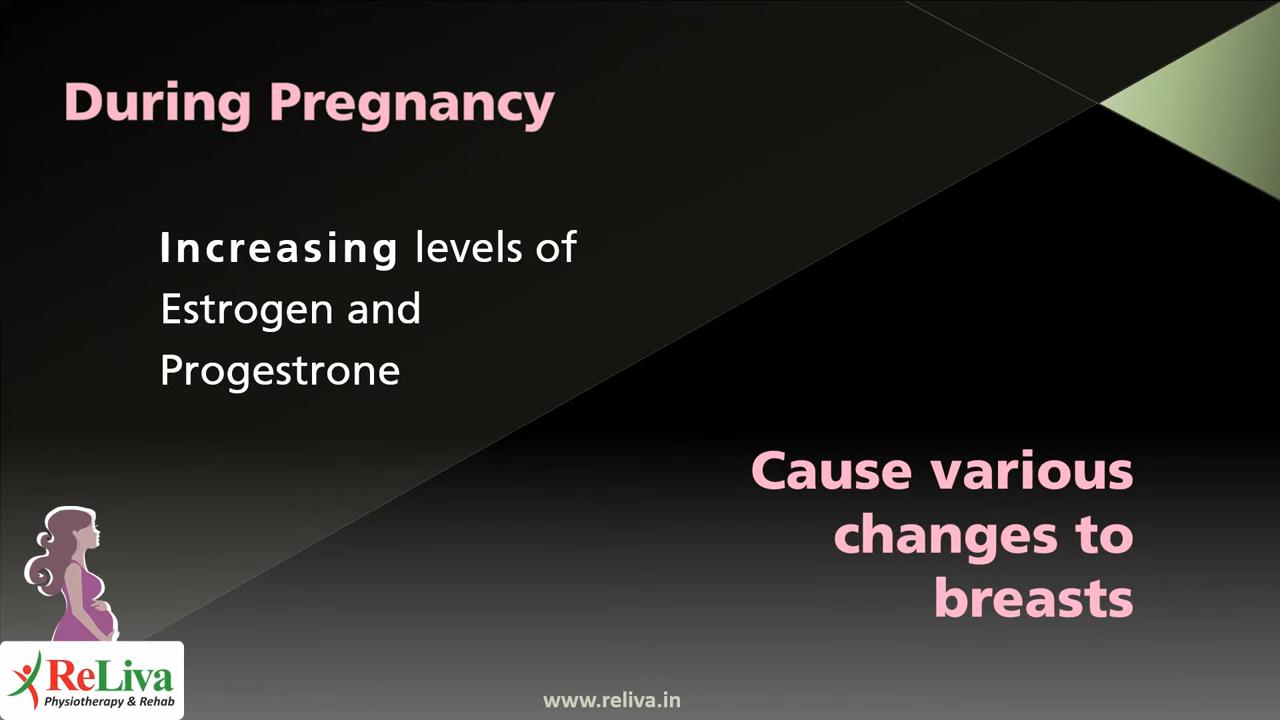 During Pregnancy
Increasing levels of
Estrogen and
Progestrone
Cause various
changes to
breasts
ReLiva
Physiotherapy & Rehab
www.reliva.in